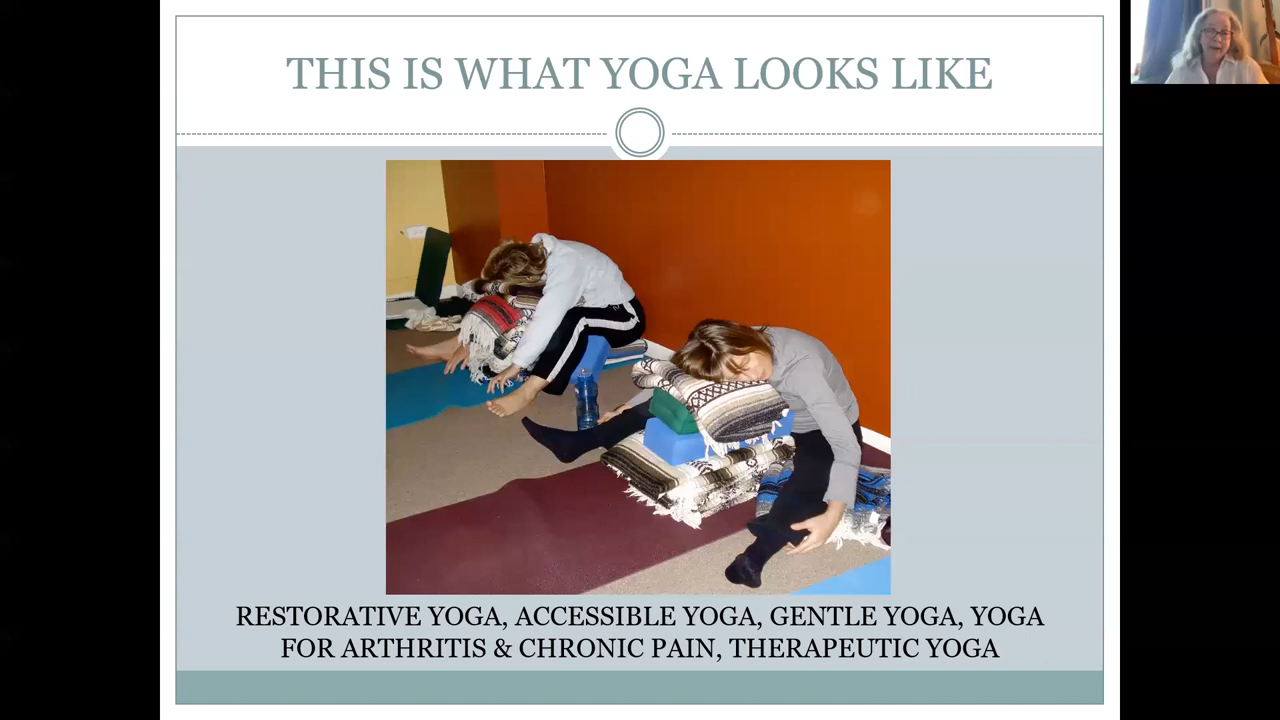 THIS IS WHAT YOGA LOOKS LIKE
RESTORATIVE YOGA, ACCESSIBLE YOGA, GENTLE YOGA, YOGA
FOR ARTHRITIS & CHRONIC PAIN, THERAPEUTIC YOGA